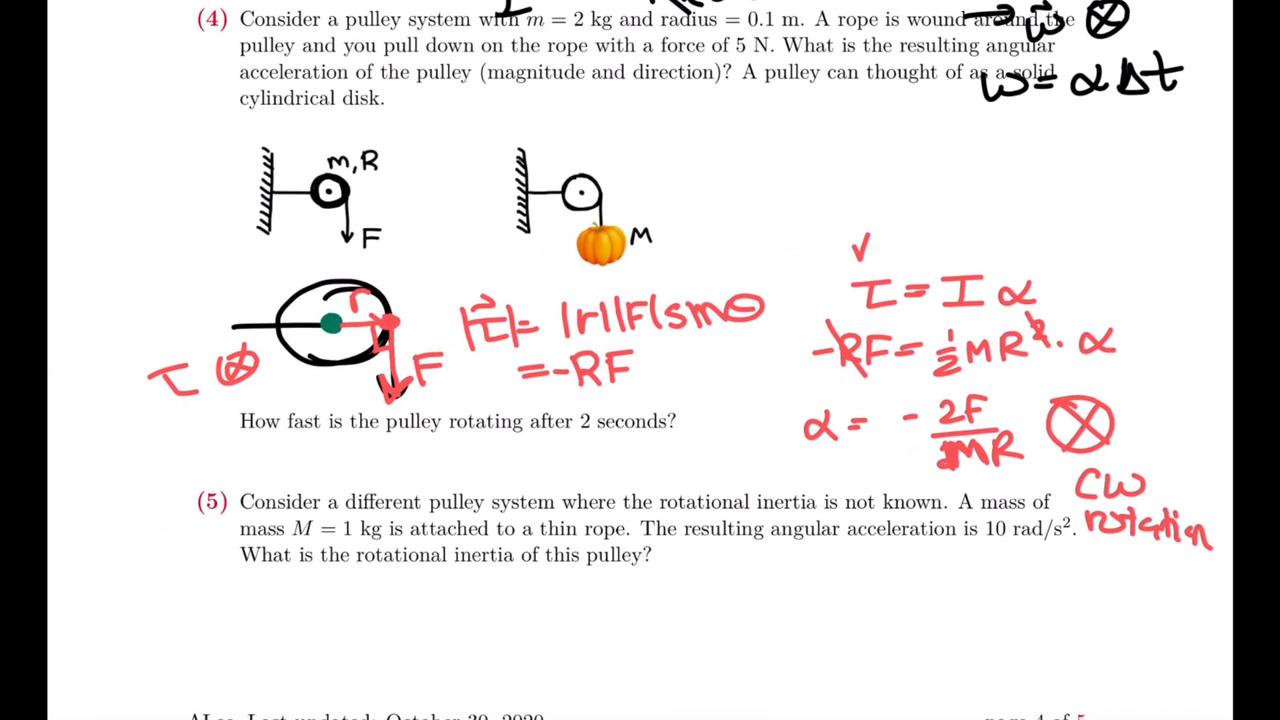 (4) Consider a pulley system with m = 2 kg and radius = 0.1 m. A rope is wound around the
pulley and you pull down on the rope with a force of 5 N. What is the resulting angular
acceleration of the pulley (magnitude and direction)? A pulley can thought of as a solid
cylindrical disk.
→ ω⃗ ⊗
ω = α Δt
m, R
F
M
τ = I α
|τ⃗| = |r||F|sinθ
= -RF
-RF = ½MR². α
τ ⊗
r
F
α = - 2F/MR ⊗
CW
rotation
How fast is the pulley rotating after 2 seconds?
(5) Consider a different pulley system where the rotational inertia is not known. A mass of
mass M = 1 kg is attached to a thin rope. The resulting angular acceleration is 10 rad/s².
What is the rotational inertia of this pulley?